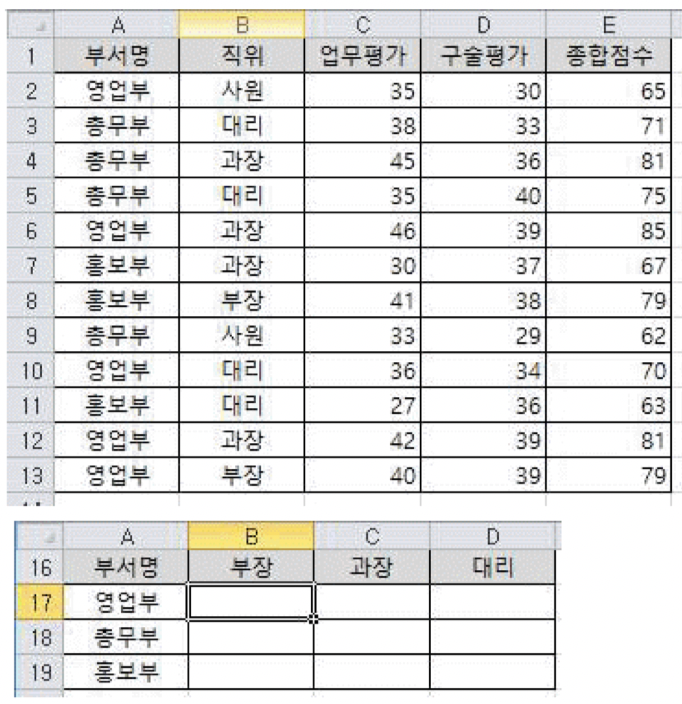 A B C D E
1 부서명 직위 업무평가 구술평가 종합점수
2 영업부 사원 35 30 65
3 총무부 대리 38 33 71
4 총무부 과장 45 36 81
5 총무부 대리 35 40 75
6 영업부 과장 46 39 85
7 홍보부 과장 30 37 67
8 홍보부 부장 41 38 79
9 총무부 사원 33 29 62
10 영업부 대리 36 34 70
11 홍보부 대리 27 36 63
12 영업부 과장 42 39 81
13 영업부 부장 40 39 79
A B C D
16 부서명 부장 과장 대리
17 영업부
18 총무부
19 홍보부